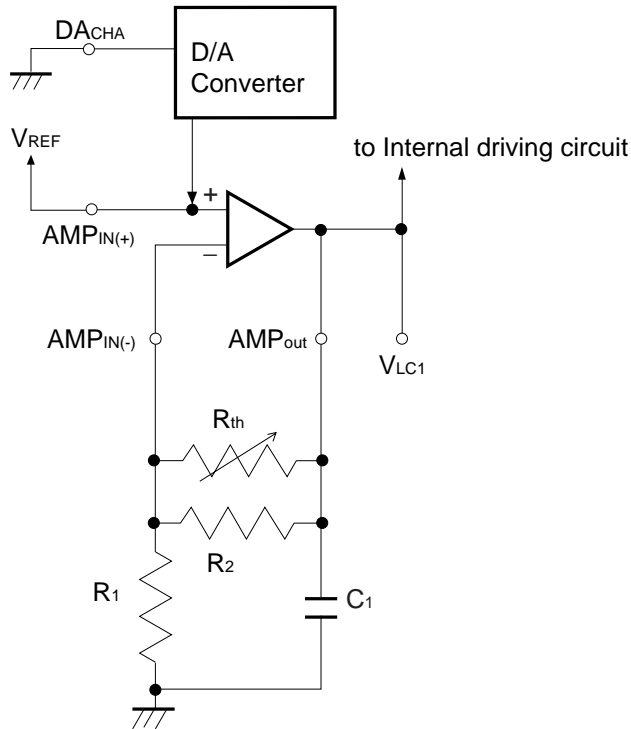 DACHA
D/A
Converter
VREF
to Internal driving circuit
+
AMPIN(+)
−
AMPIN(-)
AMPout
VLC1
Rth
R2
R1
C1